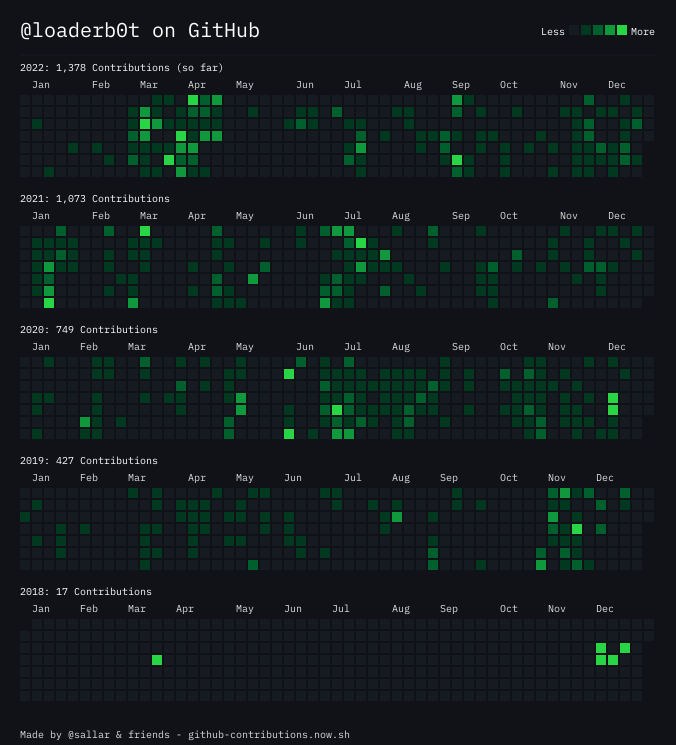 @loaderb0t on GitHub
Less More
2022: 1,378 Contributions (so far)
Jan Feb Mar Apr May Jun Jul Aug Sep Oct Nov Dec
2021: 1,073 Contributions
Jan Feb Mar Apr May Jun Jul Aug Sep Oct Nov Dec
2020: 749 Contributions
Jan Feb Mar Apr May Jun Jul Aug Sep Oct Nov Dec
2019: 427 Contributions
Jan Feb Mar Apr May Jun Jul Aug Sep Oct Nov Dec
2018: 17 Contributions
Jan Feb Mar Apr May Jun Jul Aug Sep Oct Nov Dec
Made by @sallar & friends - github-contributions.now.sh